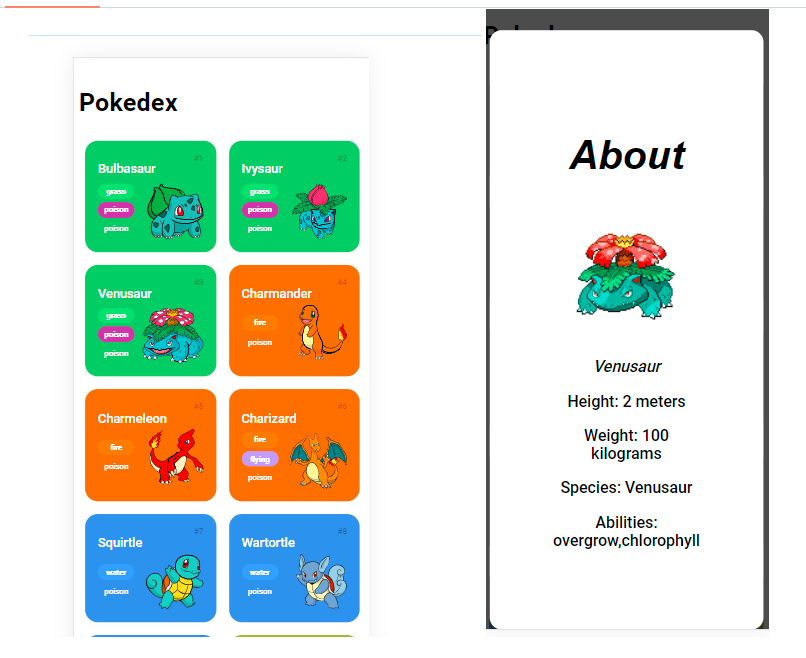 Pokedex
#1
Bulbasaur
grass
poison
poison
#2
Ivysaur
grass
poison
poison
#3
Venusaur
grass
poison
poison
#4
Charmander
fire
poison
#5
Charmeleon
fire
poison
#6
Charizard
fire
flying
poison
#7
Squirtle
water
poison
#8
Wartortle
water
poison
About
Venusaur
Height: 2 meters
Weight: 100
kilograms
Species: Venusaur
Abilities:
overgrow,chlorophyll